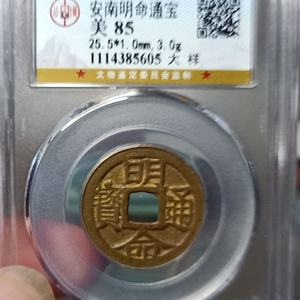 安南明命通宝
美 85
25.5*1.0mm,3.0g
1114385605 大 样
文物鉴定委员会监制
明命通寶